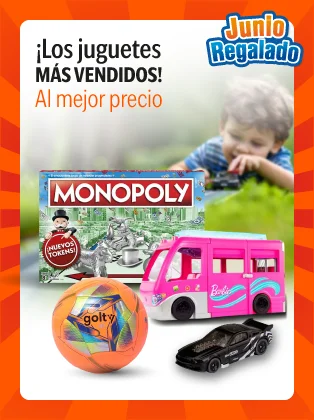 Junio
Regalado
¡Los juguetes
MÁS VENDIDOS!
Al mejor precio
MONOPOLY
¡NUEVOS
TOKENS!
Barbie
golty